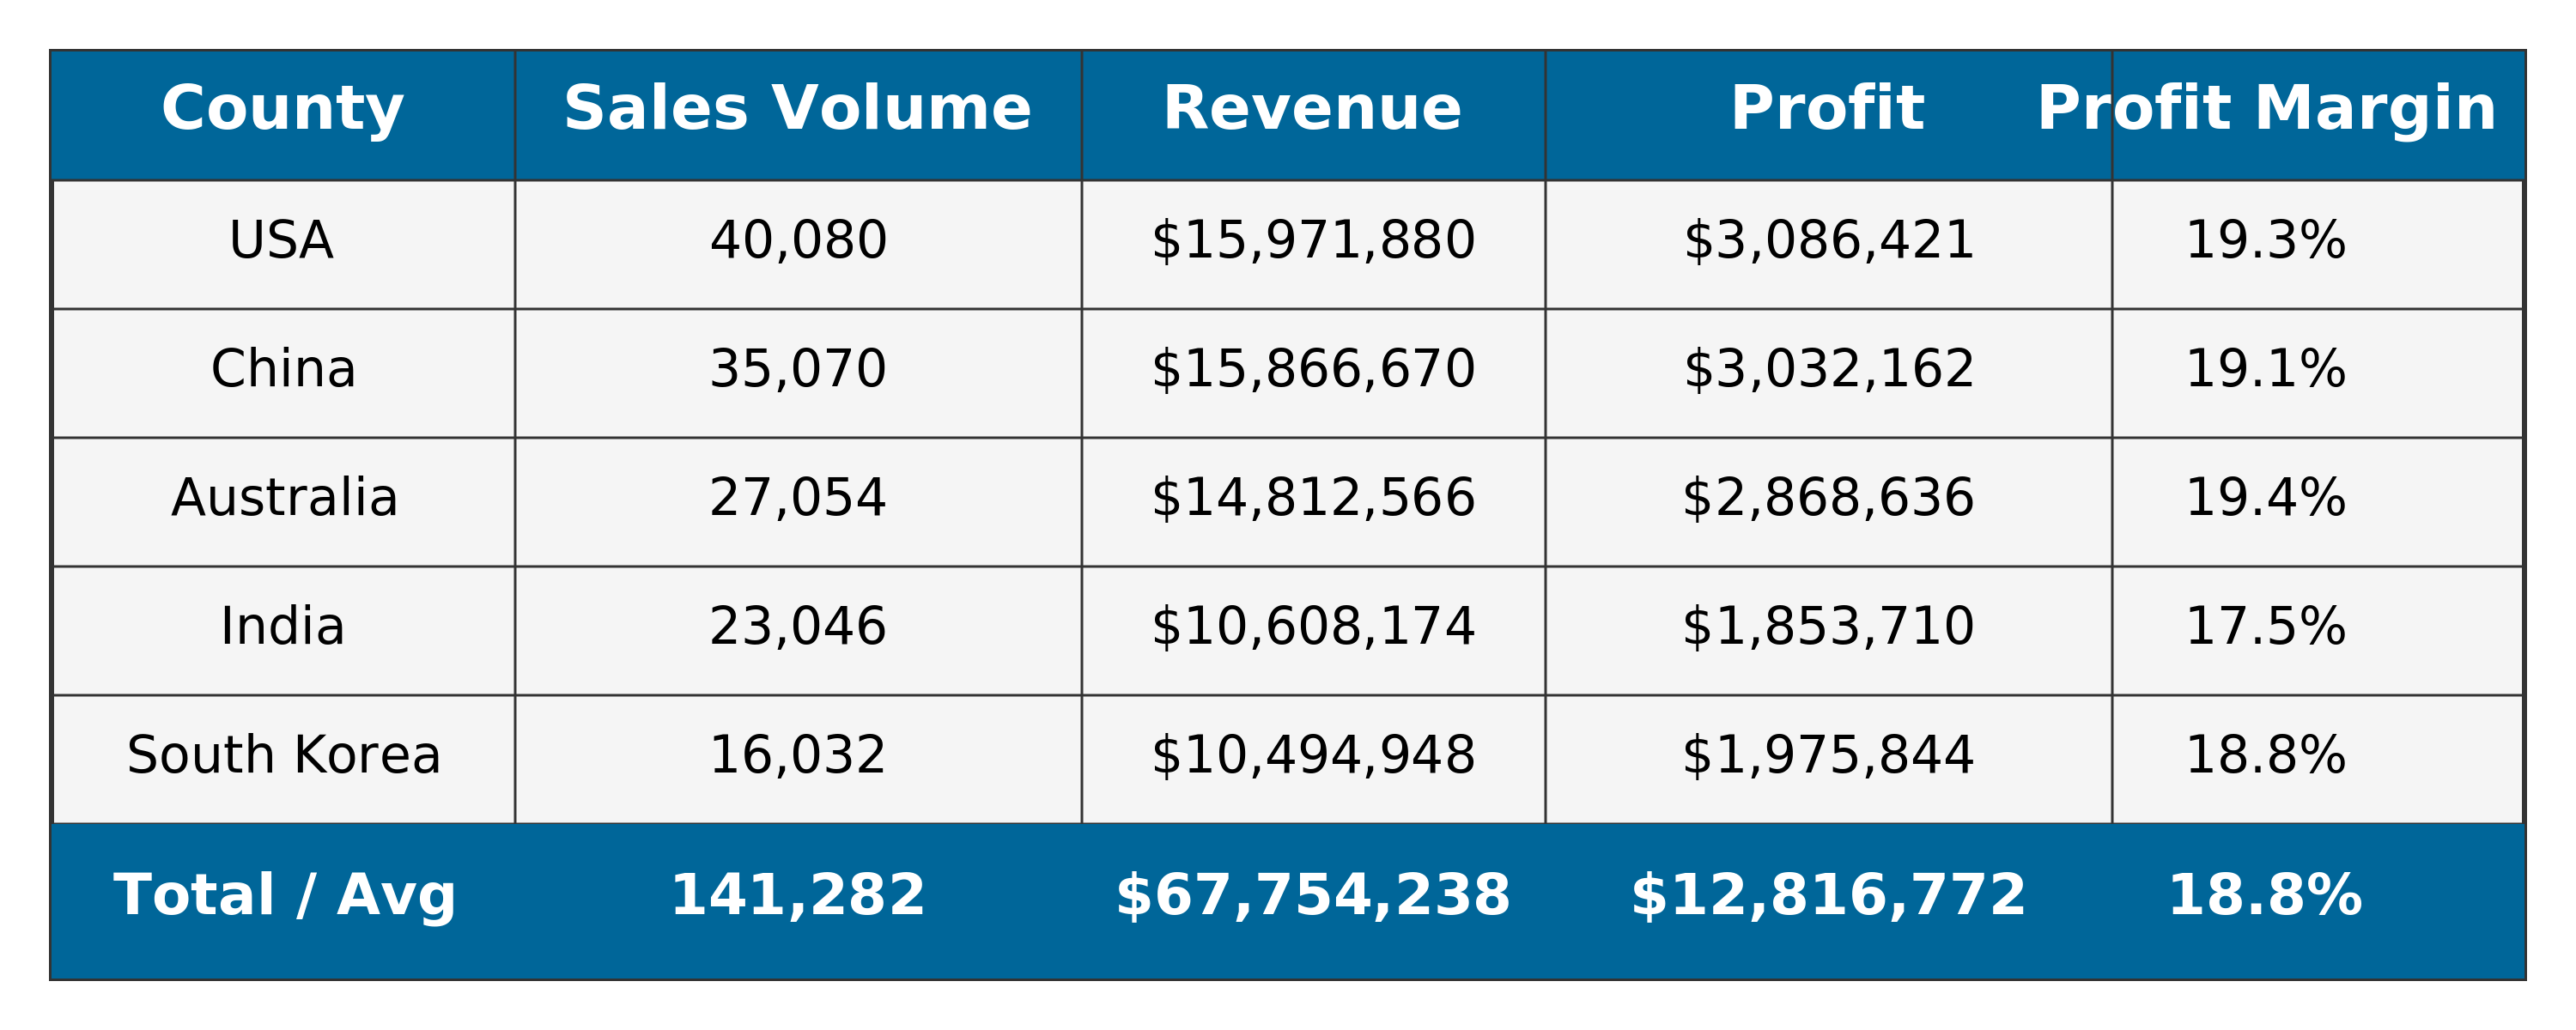 County Sales Volume Revenue Profit Profit Margin
USA 40,080 $15,971,880 $3,086,421 19.3%
China 35,070 $15,866,670 $3,032,162 19.1%
Australia 27,054 $14,812,566 $2,868,636 19.4%
India 23,046 $10,608,174 $1,853,710 17.5%
South Korea 16,032 $10,494,948 $1,975,844 18.8%
Total / Avg 141,282 $67,754,238 $12,816,772 18.8%